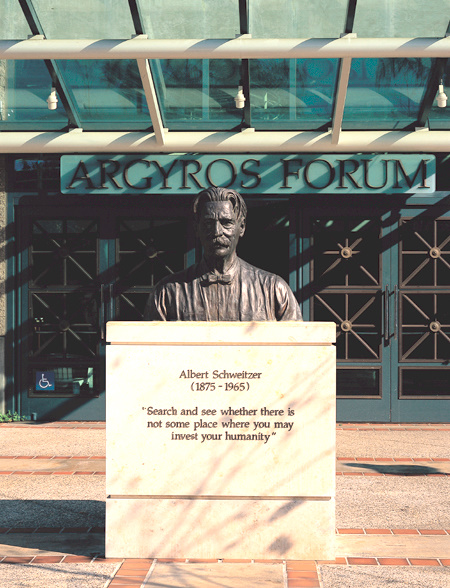 ARGYROS FORUM
Albert Schweitzer
(1875 - 1965)
"Search and see whether there is
not some place where you may
invest your humanity"